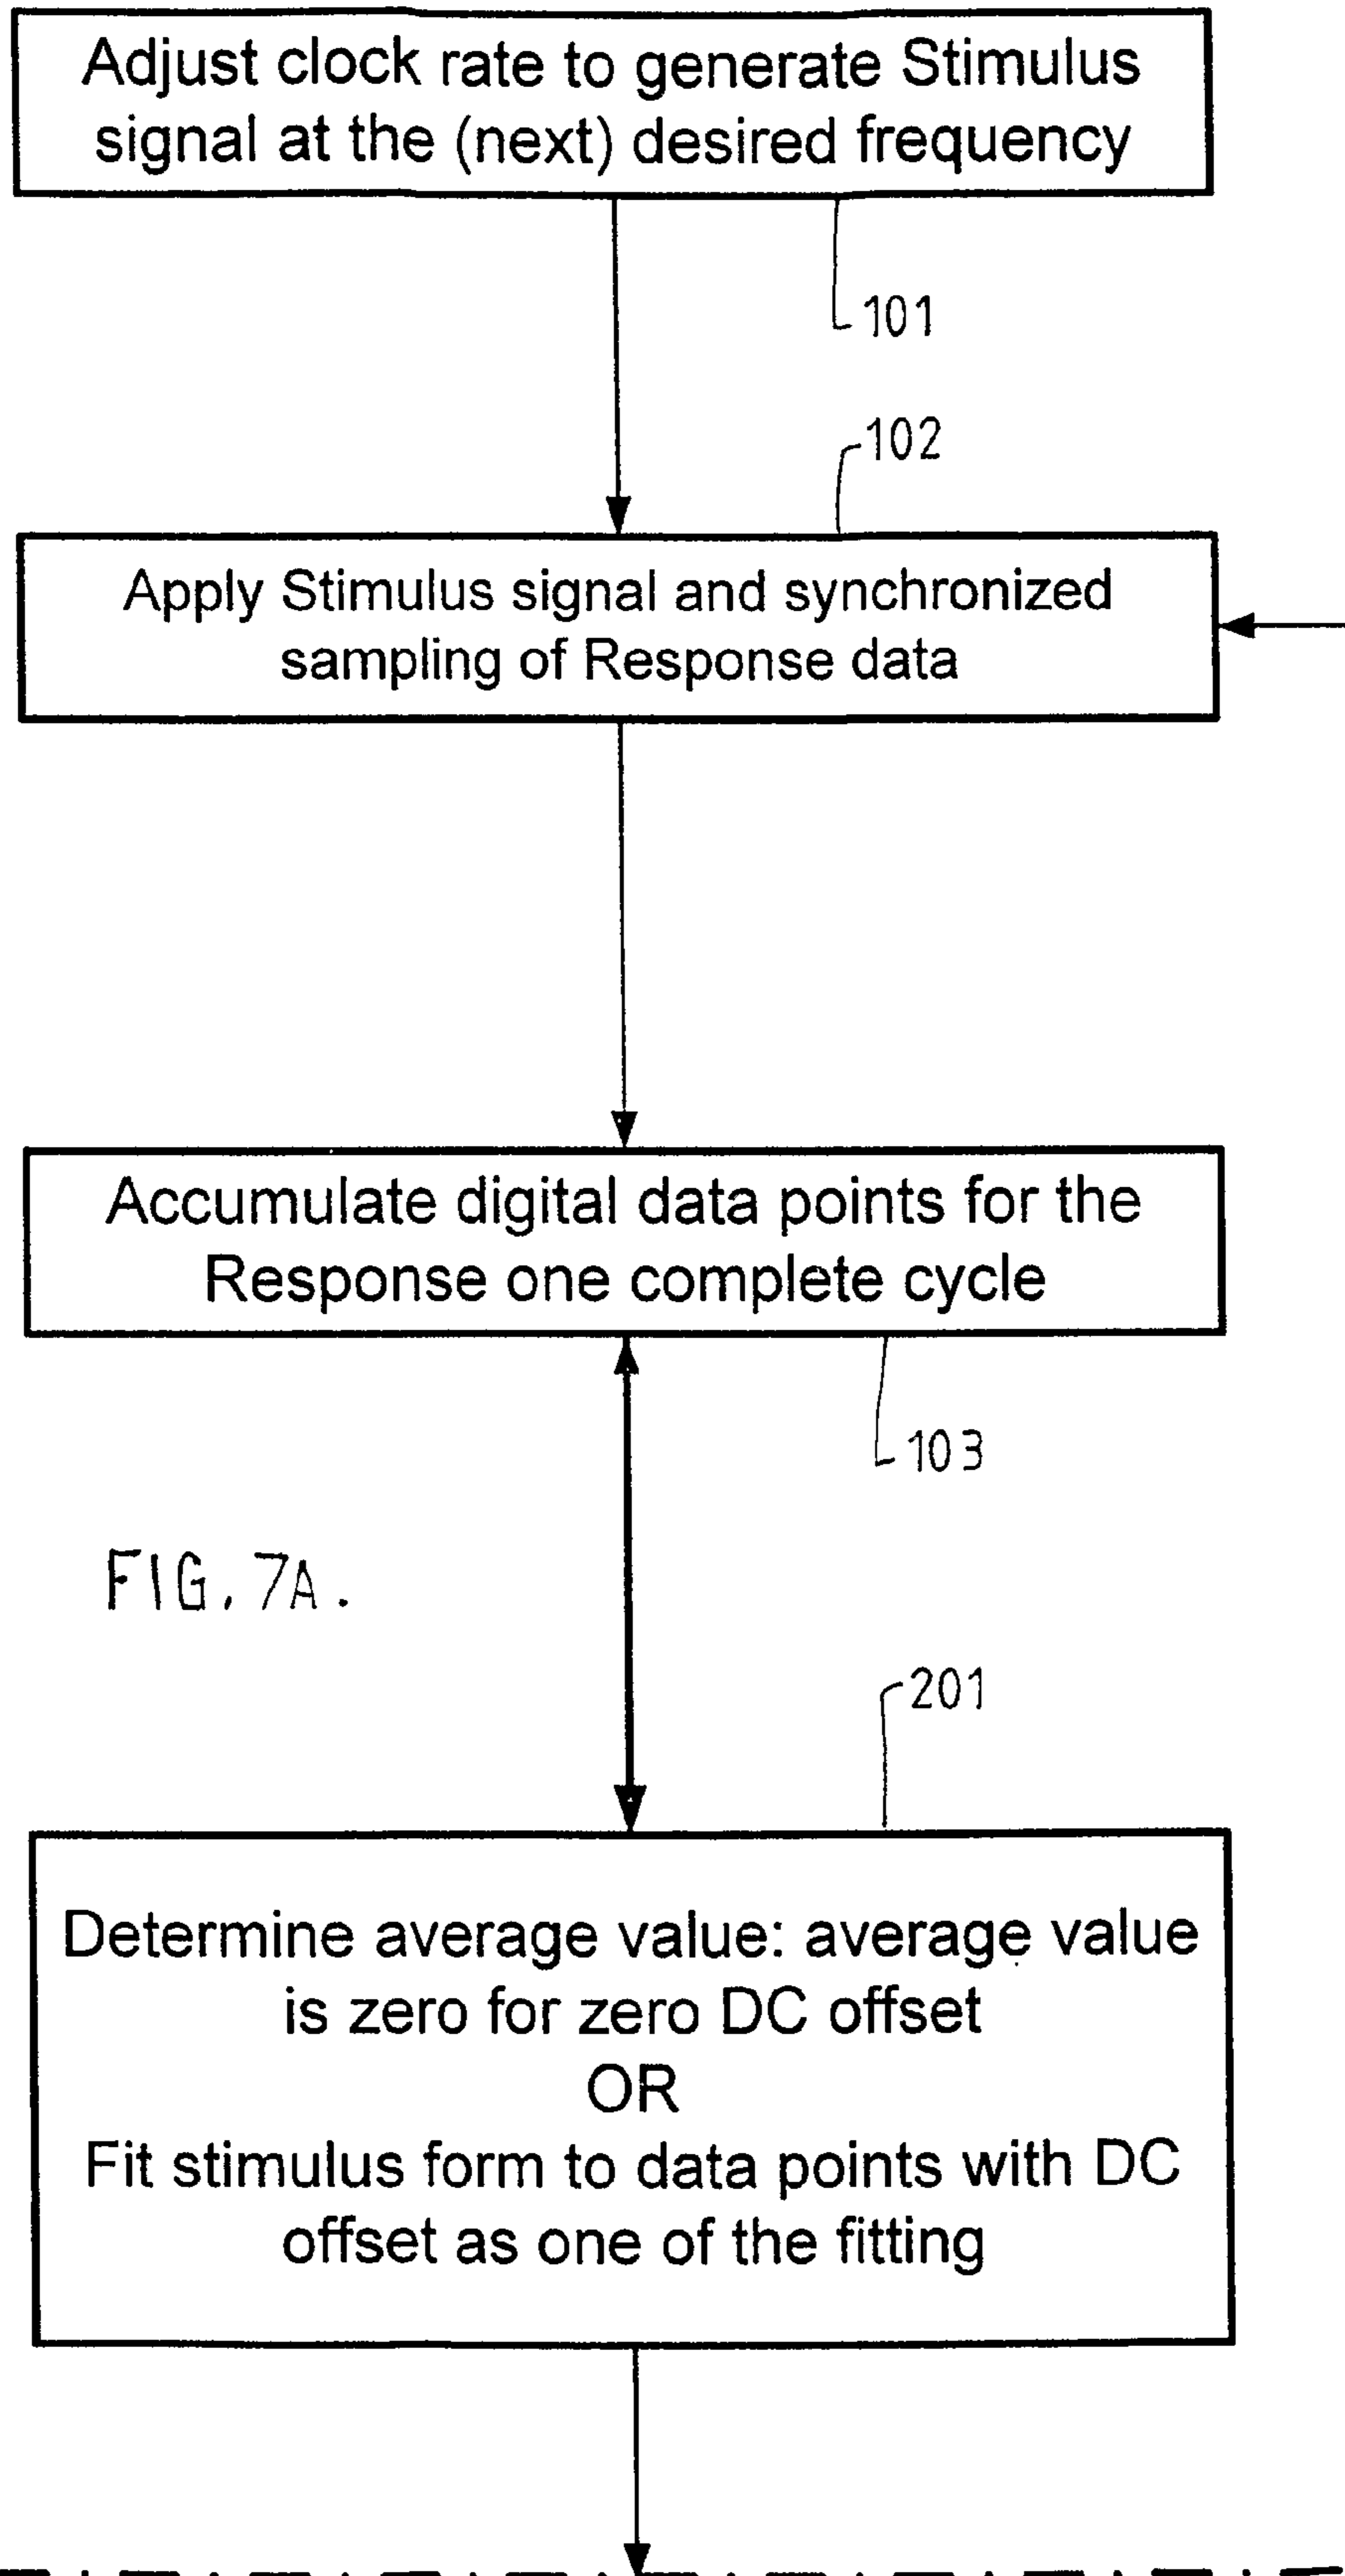 Adjust clock rate to generate Stimulus
signal at the (next) desired frequency
101
102
Apply Stimulus signal and synchronized
sampling of Response data
Accumulate digital data points for the
Response one complete cycle
103
FIG. 7A.
201
Determine average value: average value
is zero for zero DC offset
OR
Fit stimulus form to data points with DC
offset as one of the fitting